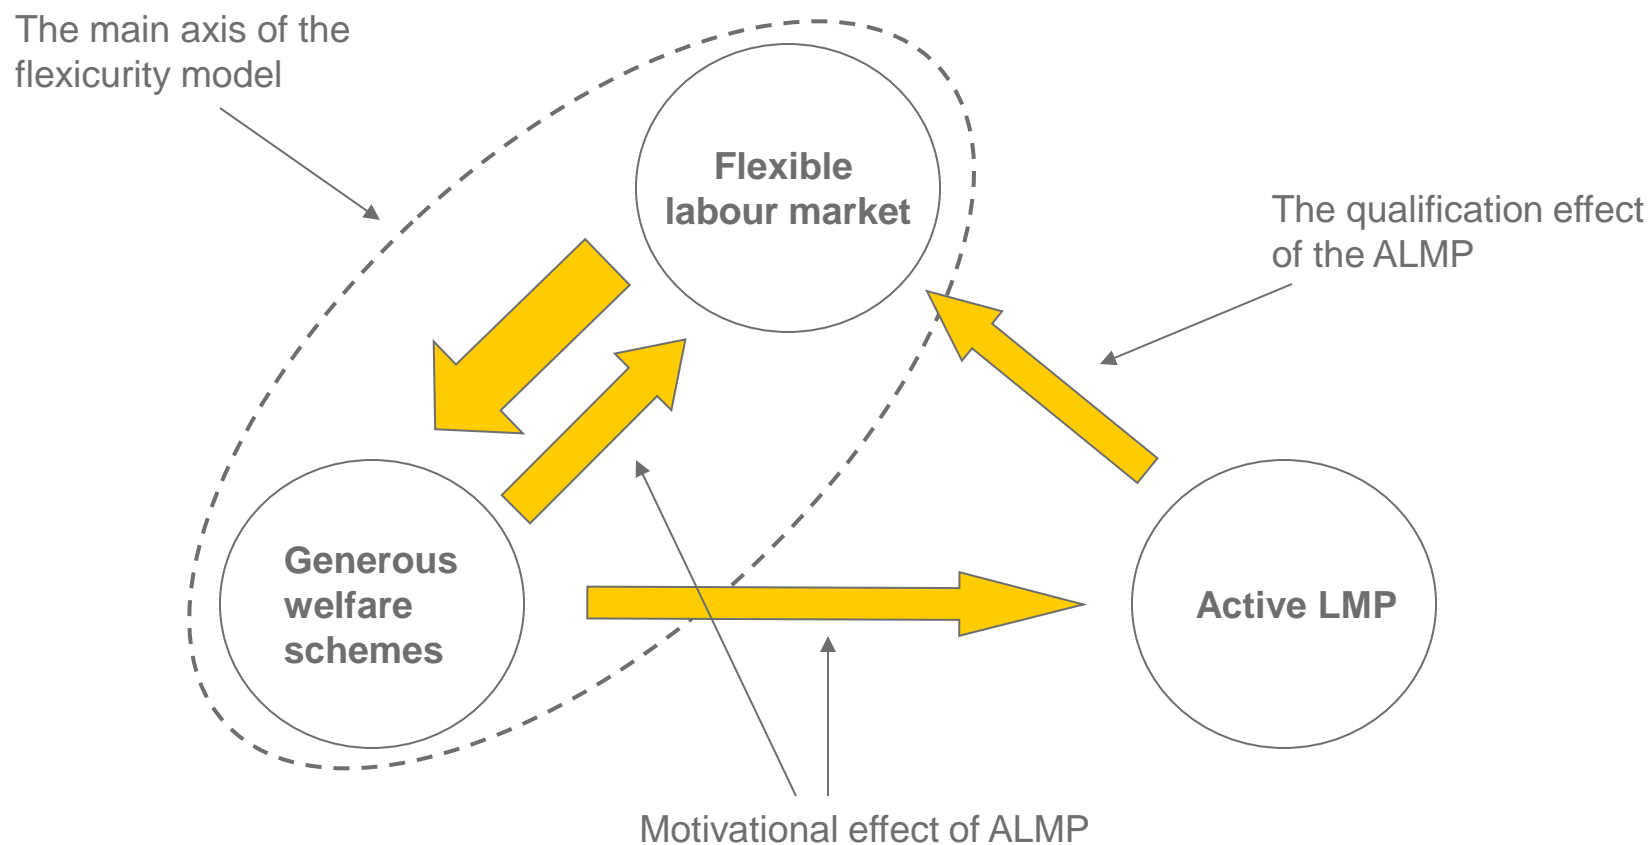 The main axis of the
flexicurity model
Flexible
labour market
The qualification effect
of the ALMP
Generous
welfare
schemes
Active LMP
Motivational effect of ALMP